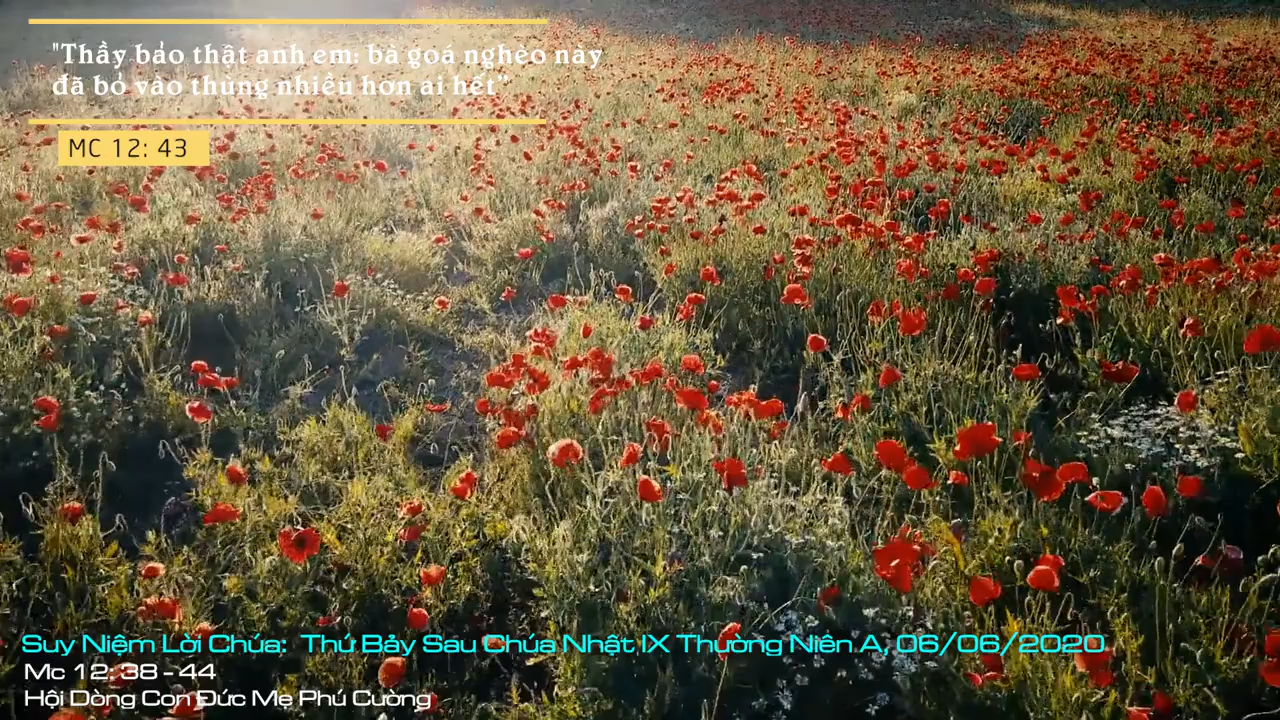 "Thầy bảo thật anh em: bà goá nghèo này
đã bỏ vào thùng nhiều hơn ai hết"
MC 12: 43
Suy Niệm Lời Chúa: Thứ Bảy Sau Chúa Nhật IX Thường Niên A, 06/06/2020
Mc 12: 38 - 44
Hội Dòng Con Đức Mẹ Phú Cường